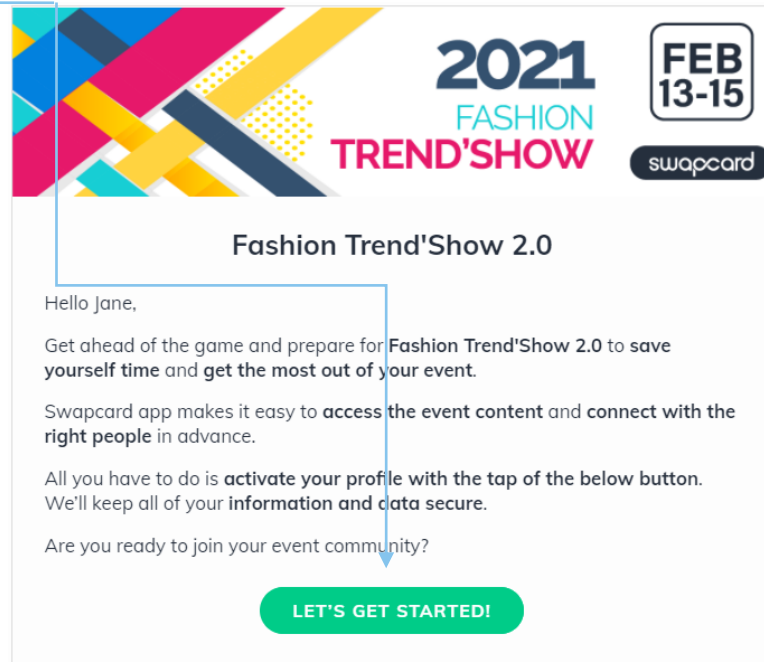 2021
FASHION
TREND'SHOW
FEB
13-15
swapcard
Fashion Trend'Show 2.0
Hello Jane,
Get ahead of the game and prepare for Fashion Trend'Show 2.0 to save
yourself time and get the most out of your event.
Swapcard app makes it easy to access the event content and connect with the
right people in advance.
All you have to do is activate your profile with the tap of the below button.
We'll keep all of your information and data secure.
Are you ready to join your event community?
LET'S GET STARTED!